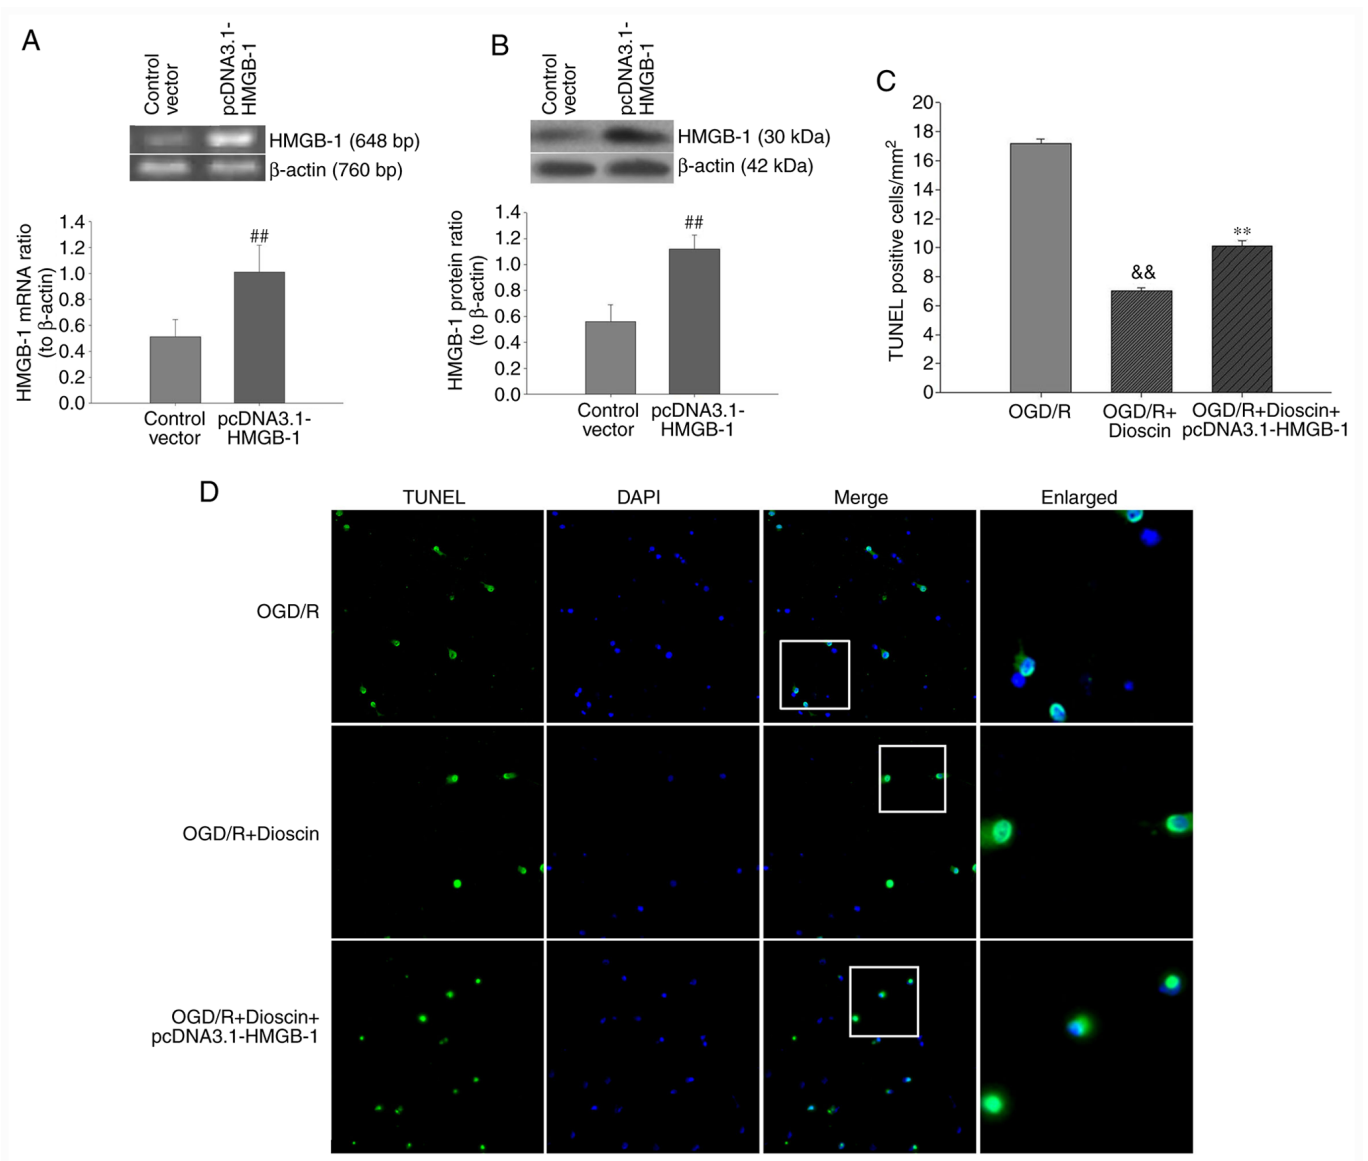 A
Control
vector
pcDNA3.1-
HMGB-1
HMGB-1 (648 bp)
β-actin (760 bp)
HMGB-1 mRNA ratio
(to β-actin)
1.4
1.2
1.0
0.8
0.6
0.4
0.2
0.0
##
Control
vector
pcDNA3.1-
HMGB-1
B
Control
vector
pcDNA3.1-
HMGB-1
HMGB-1 (30 kDa)
β-actin (42 kDa)
HMGB-1 protein ratio
(to β-actin)
1.4
1.2
1.0
0.8
0.6
0.4
0.2
0.0
##
Control
vector
pcDNA3.1-
HMGB-1
C
TUNEL positive cells/mm2
20
18
16
14
12
10
8
6
4
2
0
&&
**
OGD/R
OGD/R+
Dioscin
OGD/R+Dioscin+
pcDNA3.1-HMGB-1
D
TUNEL
DAPI
Merge
Enlarged
OGD/R
OGD/R+Dioscin
OGD/R+Dioscin+
pcDNA3.1-HMGB-1